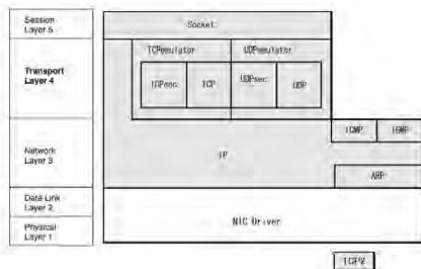 Session
Layer 5
Socket
Transport
Layer 4
TCPemulator
UDPemulator
TCPsec
TCP
UDPsec
UDP
Network
Layer 3
IP
ICMP
IGMP
ARP
Data Link
Layer 2
Physical
Layer 1
NIC Driver
TCP2